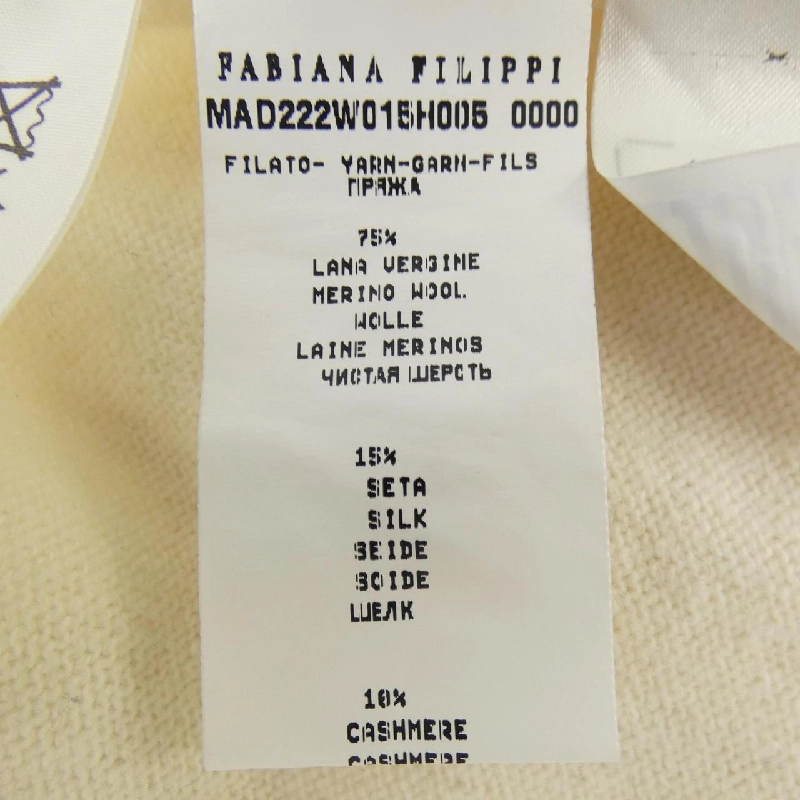 FABIANA FILIPPI
MAD222W015H005 0000
FILATO- YARN-GARN-FILS
ПРЯЖА
75%
LANA VERGINE
MERINO WOOL
WOLLE
LAINE MERINOS
ЧИСТАЯ ШЕРСТЬ
15%
SETA
SILK
SEIDE
SOIDE
ШЕЛК
10%
CASHMERE
CASHMERE